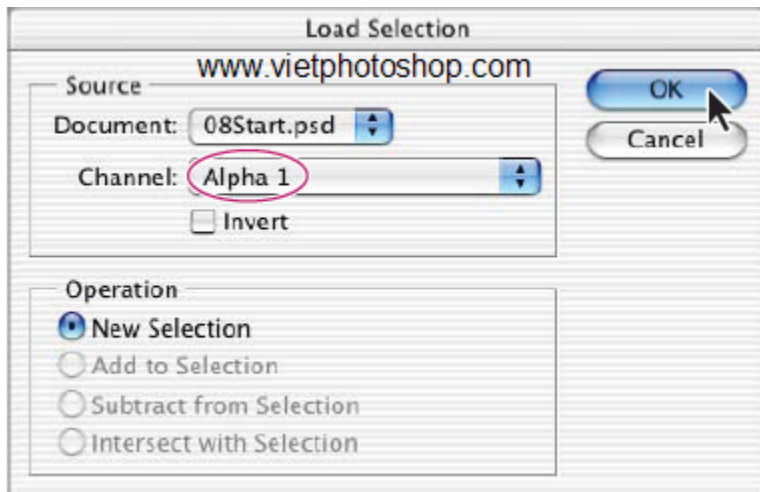 Load Selection
www.vietphotoshop.com
Source
Document: 08Start.psd
Channel: Alpha 1
Invert
OK
Cancel
Operation
New Selection
Add to Selection
Subtract from Selection
Intersect with Selection